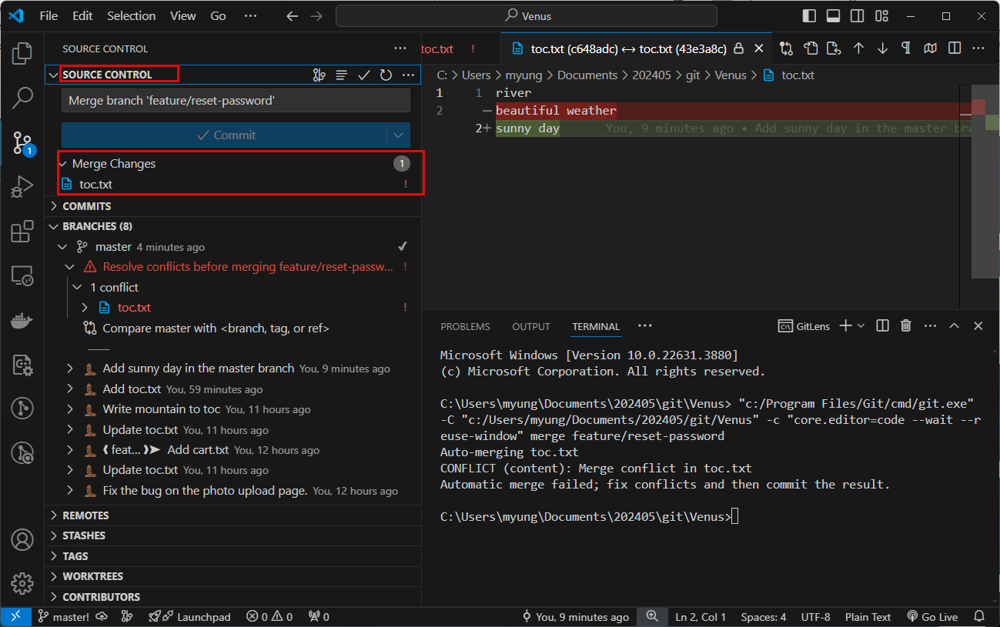 File Edit Selection View Go ···
Venus
SOURCE CONTROL
SOURCE CONTROL
Merge branch 'feature/reset-password'
Commit
1
Merge Changes 1
toc.txt !
COMMITS
BRANCHES (8)
master 4 minutes ago
Resolve conflicts before merging feature/reset-passw... !
1 conflict
toc.txt !
Compare master with <branch, tag, or ref>
Add sunny day in the master branch You, 9 minutes ago
Add toc.txt You, 59 minutes ago
Write mountain to toc You, 11 hours ago
Update toc.txt You, 11 hours ago
❰ feat... ❱➤ Add cart.txt You, 12 hours ago
Update toc.txt You, 11 hours ago
Fix the bug on the photo upload page. You, 12 hours ago
REMOTES
STASHES
TAGS
WORKTREES
CONTRIBUTORS
toc.txt ! toc.txt (c648adc) ↔ toc.txt (43e3a8c)
C: > Users > myung > Documents > 202405 > git > Venus > toc.txt
1 1 river
2 — beautiful weather
2+ sunny day You, 9 minutes ago • Add sunny day in the master bra
PROBLEMS OUTPUT TERMINAL ··· GitLens
Microsoft Windows [Version 10.0.22631.3880]
(c) Microsoft Corporation. All rights reserved.
C:\Users\myung\Documents\202405\git\Venus> "c:/Program Files/Git/cmd/git.exe"
-C "c:/Users/myung/Documents/202405/git/Venus" -c "core.editor=code --wait --r
euse-window" merge feature/reset-password
Auto-merging toc.txt
CONFLICT (content): Merge conflict in toc.txt
Automatic merge failed; fix conflicts and then commit the result.
C:\Users\myung\Documents\202405\git\Venus>
master! Launchpad 0 0 0 You, 9 minutes ago Ln 2, Col 1 Spaces: 4 UTF-8 Plain Text Go Live